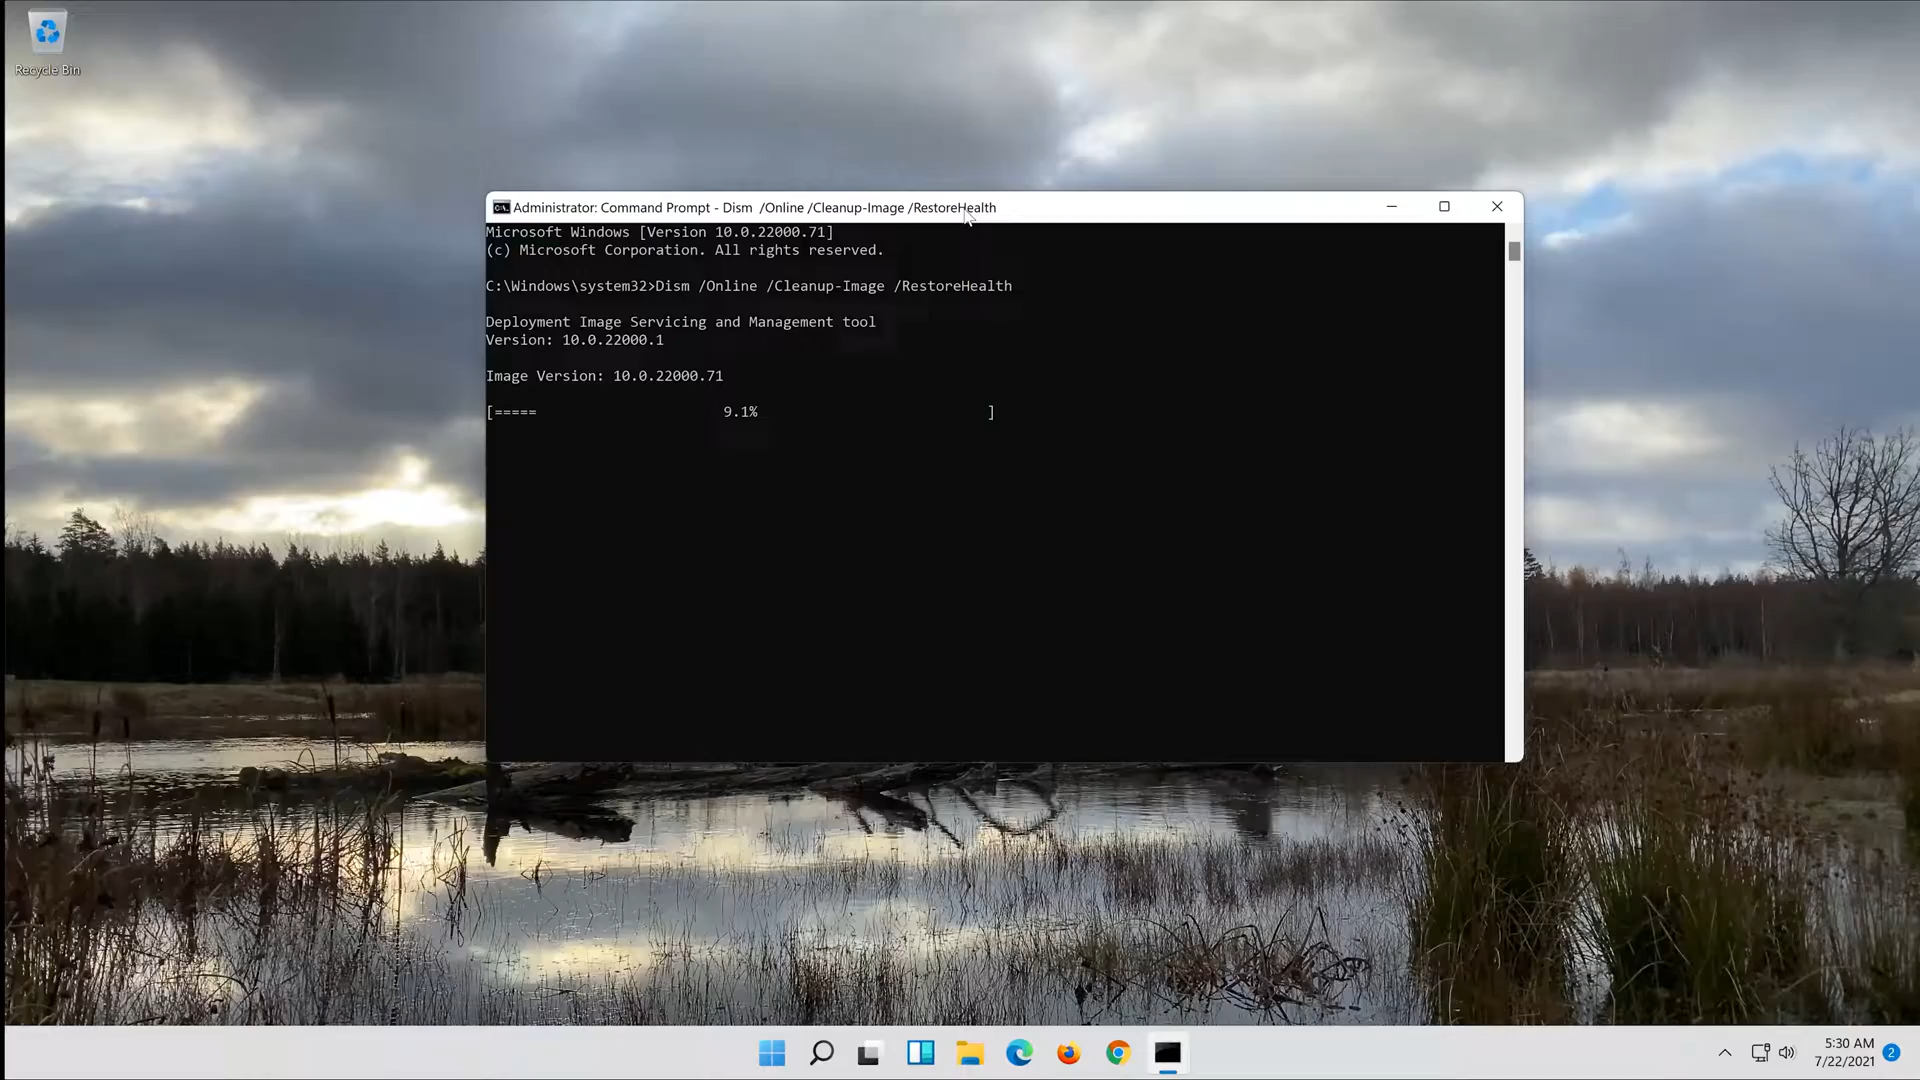 Recycle Bin
Administrator: Command Prompt - Dism  /Online /Cleanup-Image /RestoreHealth
Microsoft Windows [Version 10.0.22000.71]
(c) Microsoft Corporation. All rights reserved.
C:\Windows\system32>Dism /Online /Cleanup-Image /RestoreHealth
Deployment Image Servicing and Management tool
Version: 10.0.22000.1
Image Version: 10.0.22000.71
[===== 9.1% ]
5:30 AM
7/22/2021
2